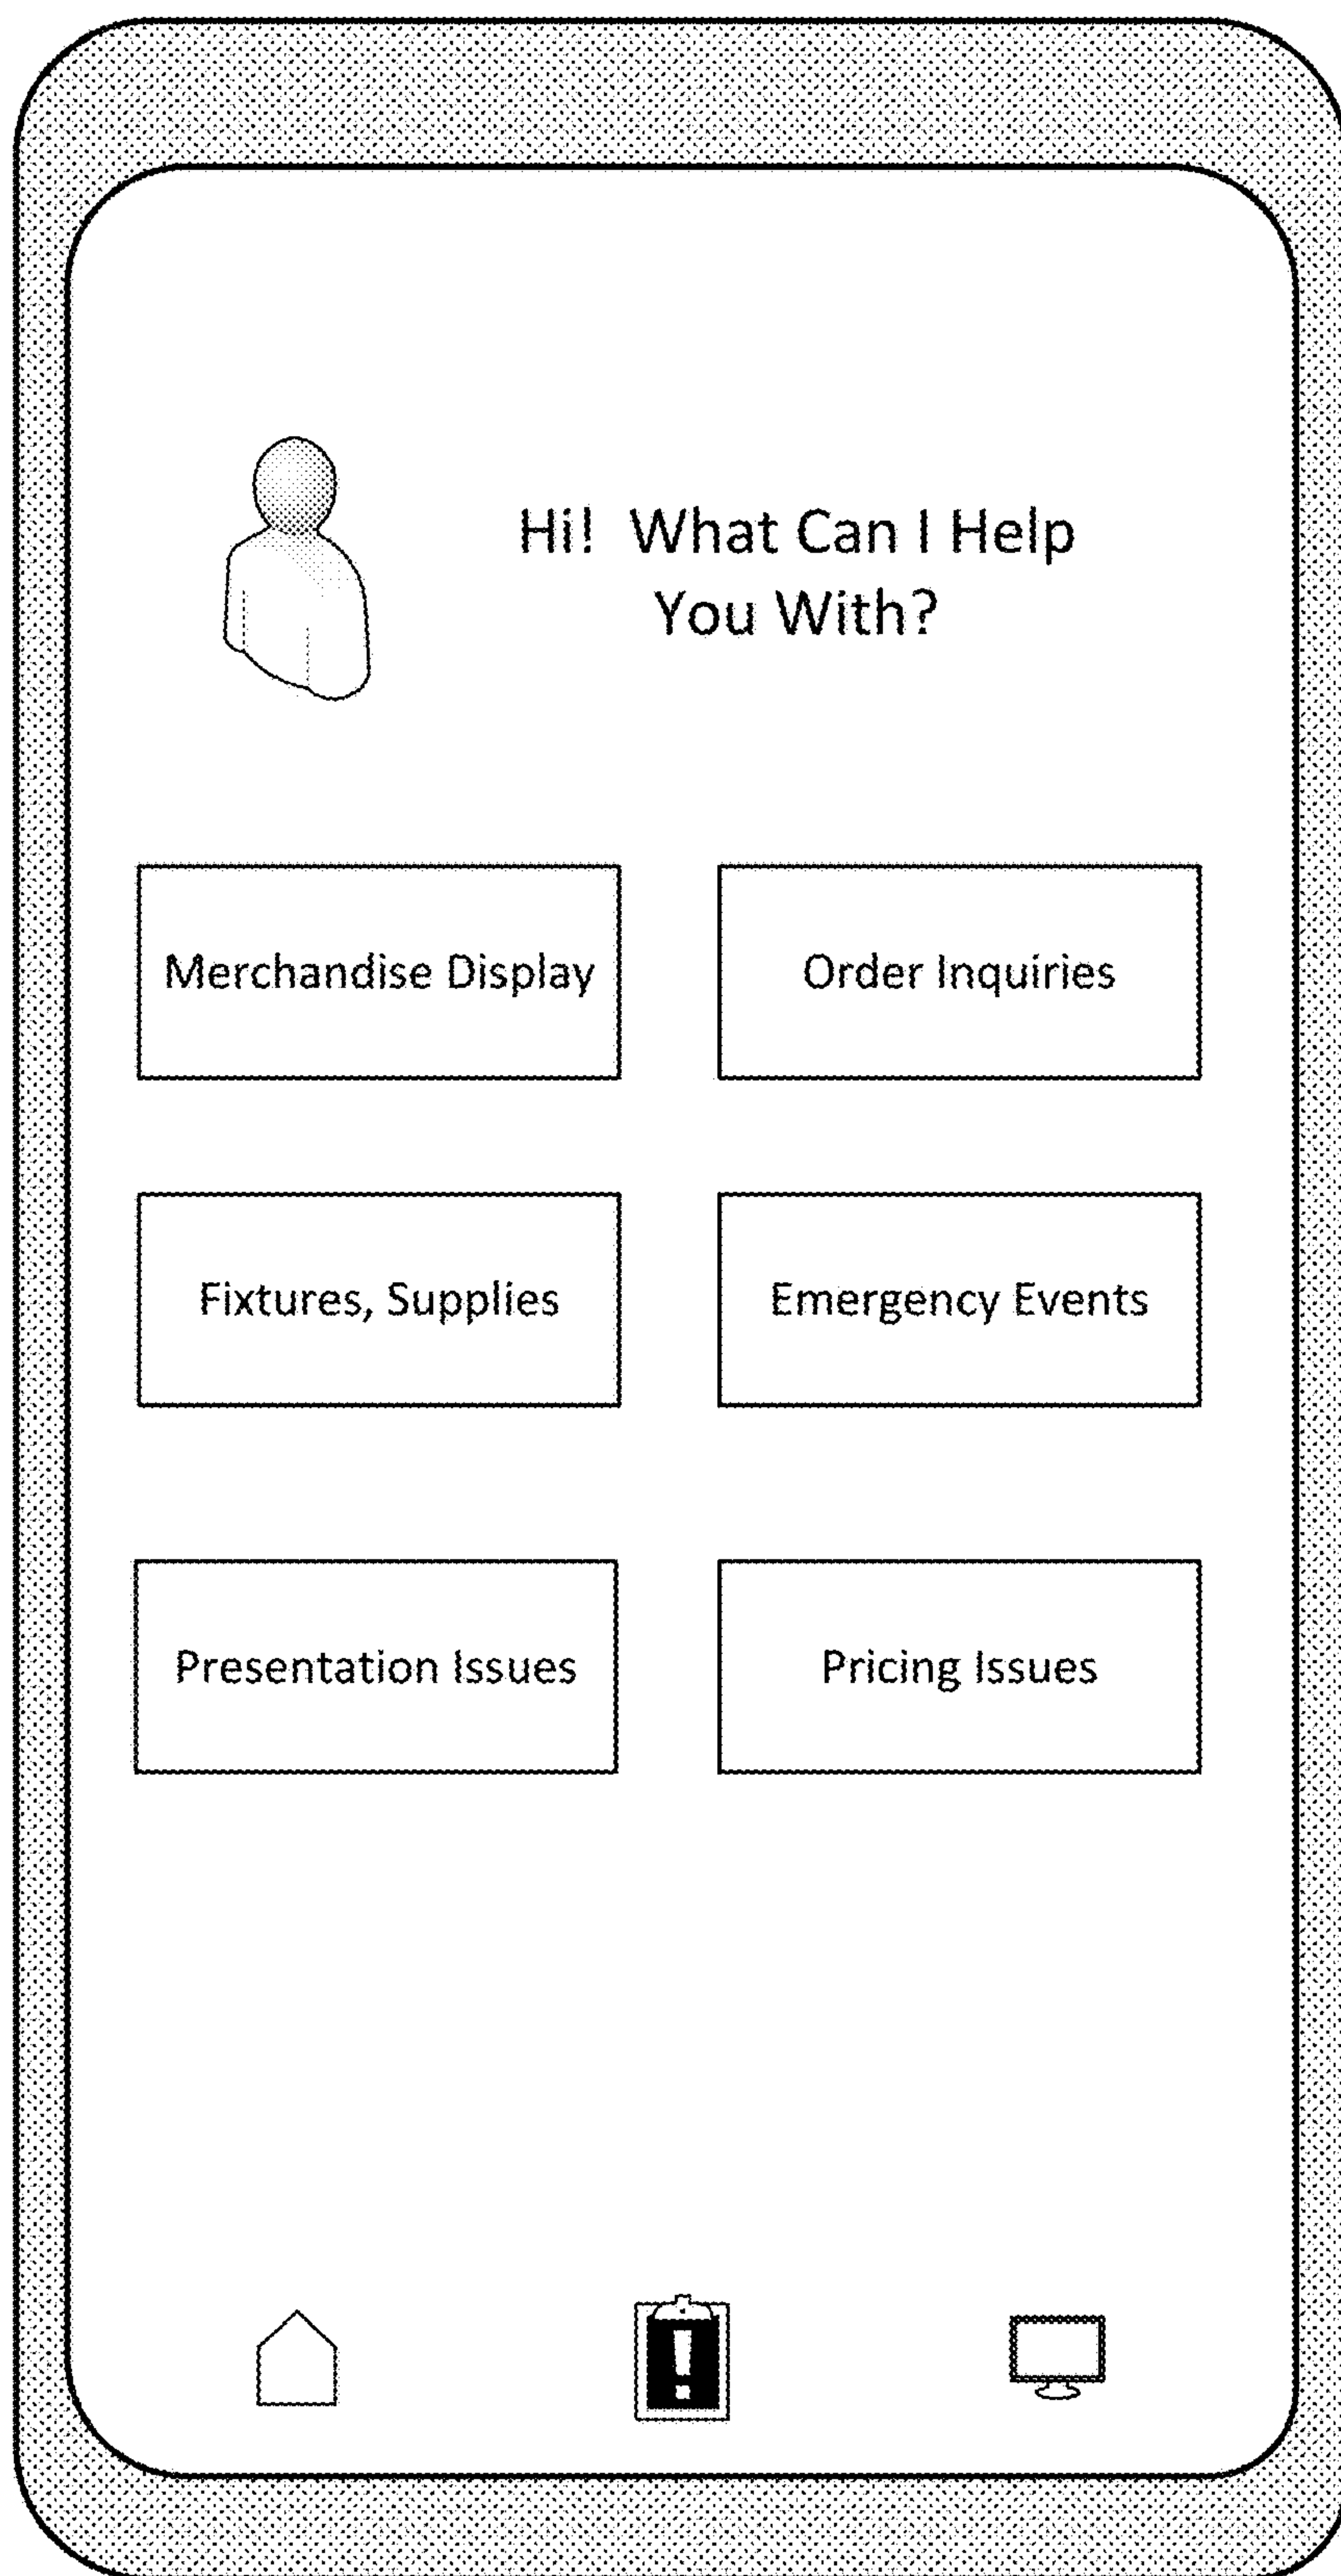 Hi!  What Can I Help
You With?
Merchandise Display
Order Inquiries
Fixtures, Supplies
Emergency Events
Presentation Issues
Pricing Issues
!